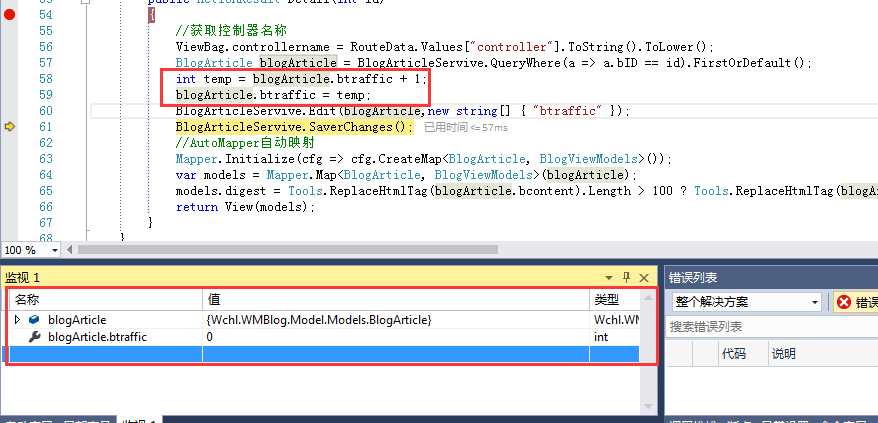 public ActionResult Detail(int id)
54 {
55 //获取控制器名称
56 ViewBag.controllername = RouteData.Values["controller"].ToString().ToLower();
57 BlogArticle blogArticle = BlogArticleServive.QueryWhere(a => a.bID == id).FirstOrDefault();
58 int temp = blogArticle.btraffic + 1;
59 blogArticle.btraffic = temp;
60 BlogArticleServive.Edit(blogArticle,new string[] { "btraffic" });
61 BlogArticleServive.SaverChanges(); 已用时间<=57ms
62 //AutoMapper自动映射
63 Mapper.Initialize(cfg => cfg.CreateMap<BlogArticle, BlogViewModels>());
64 var models = Mapper.Map<BlogArticle, BlogViewModels>(blogArticle);
65 models.digest = Tools.ReplaceHtmlTag(blogArticle.bcontent).Length > 100 ? Tools.ReplaceHtmlTag(blogA
66 return View(models);
67 }
68 }
100 %
监视 1
错误列表
名称 值 类型
整个解决方案 错误
blogArticle {Wchl.WMBlog.Model.Models.BlogArticle} Wchl.WM
搜索错误列表
blogArticle.btraffic 0 int
代码 说明
监视 1